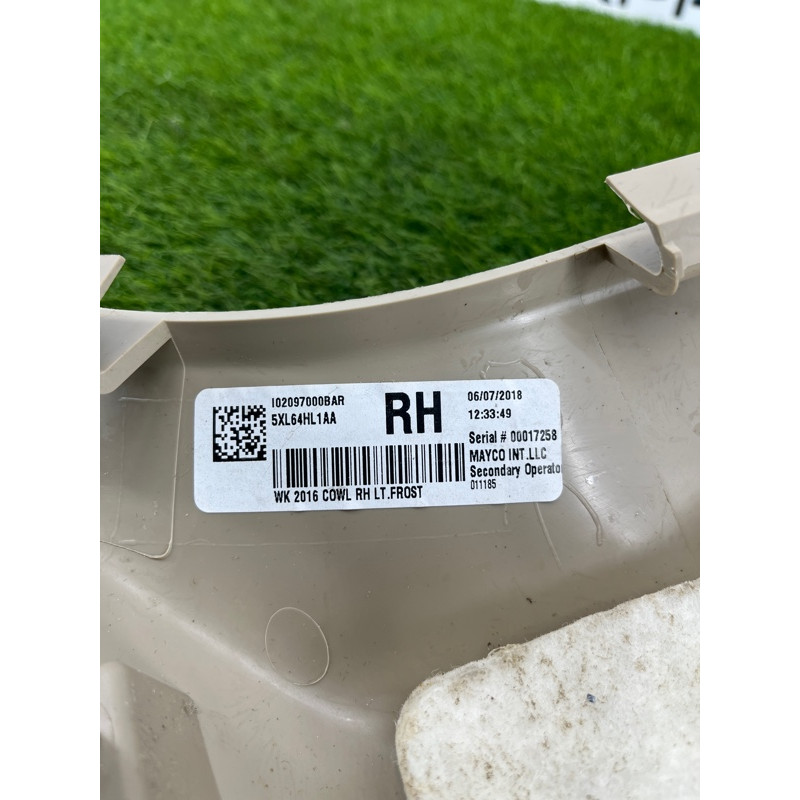 I02097000BAR
5XL64HL1AA
RH
06/07/2018
12:33:49
Serial # 00017258
MAYCO INT.LLC
Secondary Operato
011185
WK 2016 COWL RH LT.FROST